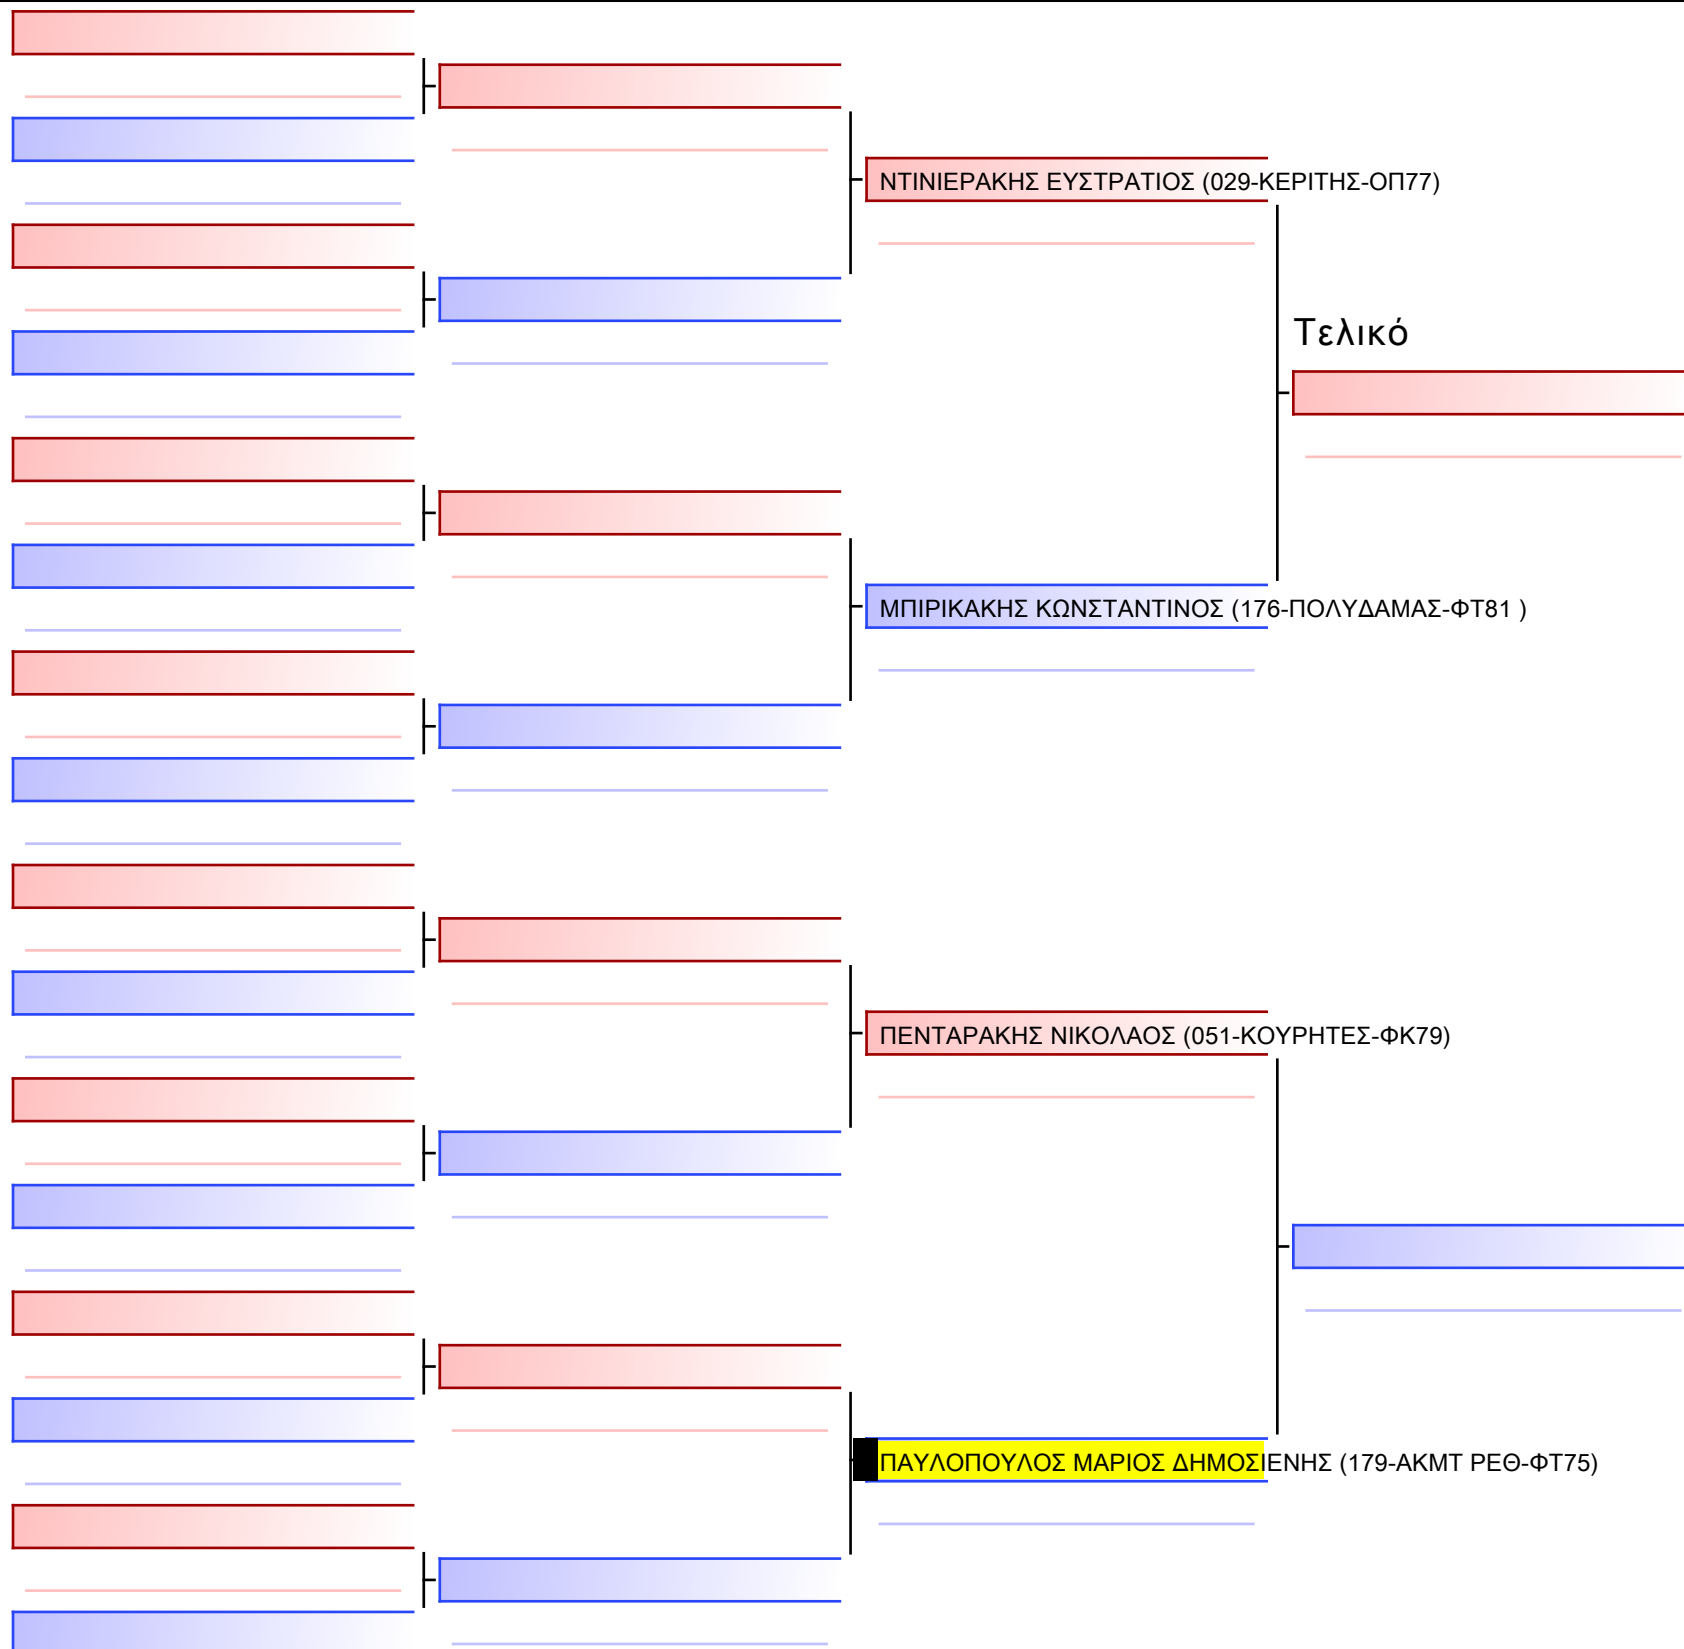 ΝΤΙΝΙΕΡΑΚΗΣ ΕΥΣΤΡΑΤΙΟΣ (029-ΚΕΡΙΤΗΣ-ΟΠ77)
Τελικό
ΜΠΙΡΙΚΑΚΗΣ ΚΩΝΣΤΑΝΤΙΝΟΣ (176-ΠΟΛΥΔΑΜΑΣ-ΦΤ81 )
ΠΕΝΤΑΡΑΚΗΣ ΝΙΚΟΛΑΟΣ (051-ΚΟΥΡΗΤΕΣ-ΦΚ79)
ΠΑΥΛΟΠΟΥΛΟΣ ΜΑΡΙΟΣ ΔΗΜΟΣΙΕΝΗΣ (179-ΑΚΜΤ ΡΕΘ-ΦΤ75)